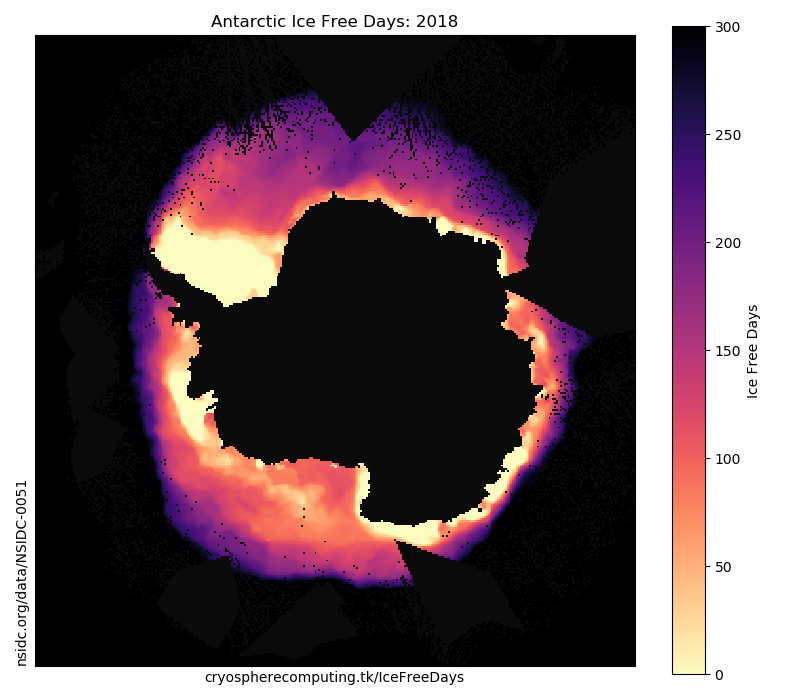 Antarctic Ice Free Days: 2018
300
250
200
150
100
50
0
Ice Free Days
nsidc.org/data/NSIDC-0051
cryospherecomputing.tk/IceFreeDays